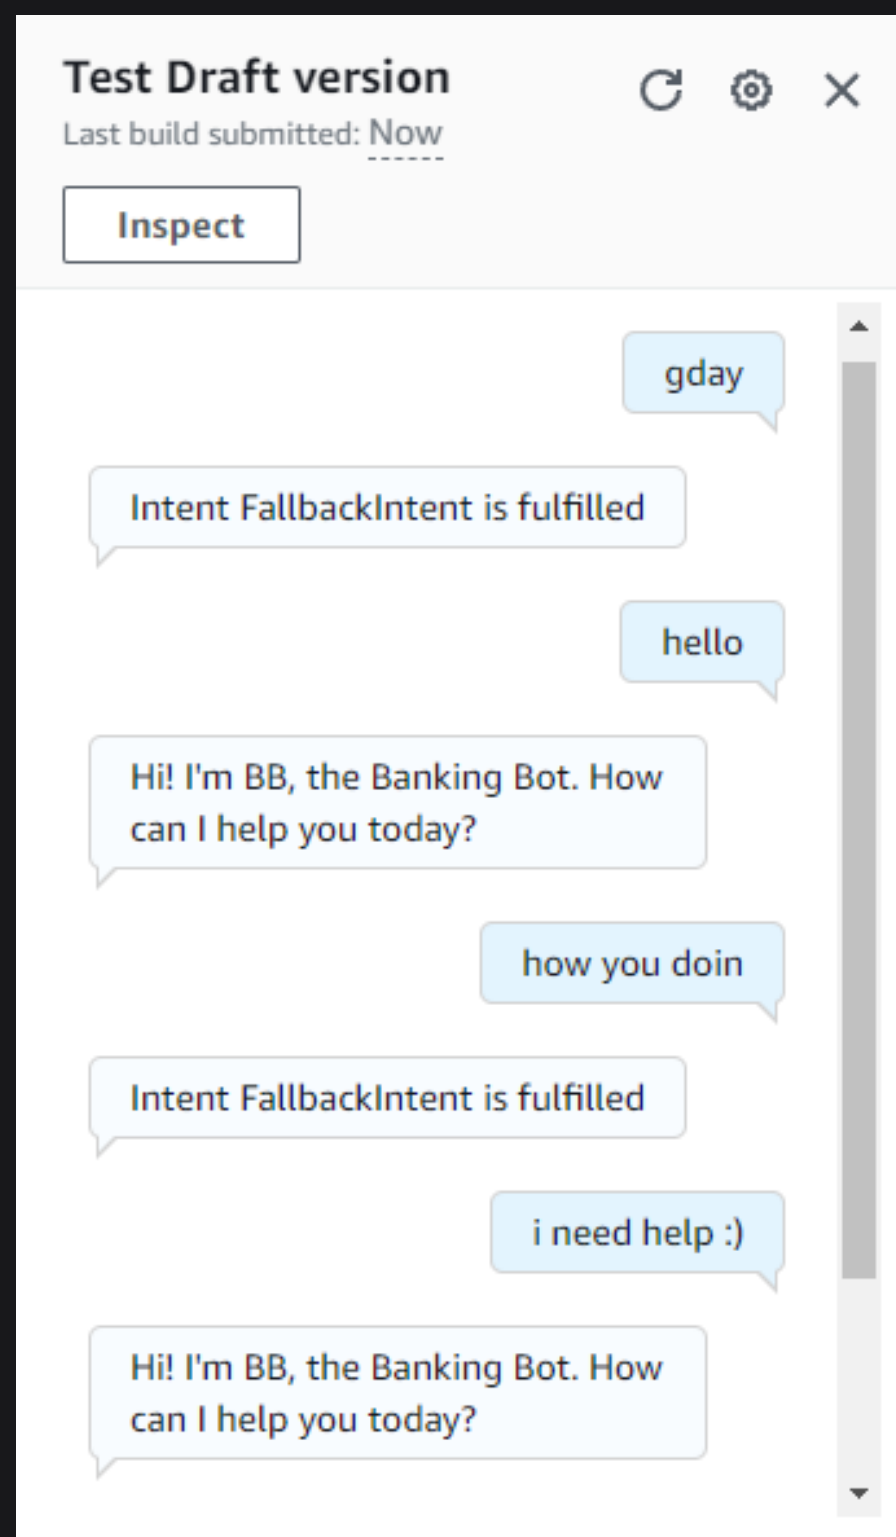 Test Draft version
Last build submitted: Now
Inspect
gday
Intent FallbackIntent is fulfilled
hello
Hi! I'm BB, the Banking Bot. How
can I help you today?
how you doin
Intent FallbackIntent is fulfilled
i need help :)
Hi! I'm BB, the Banking Bot. How
can I help you today?